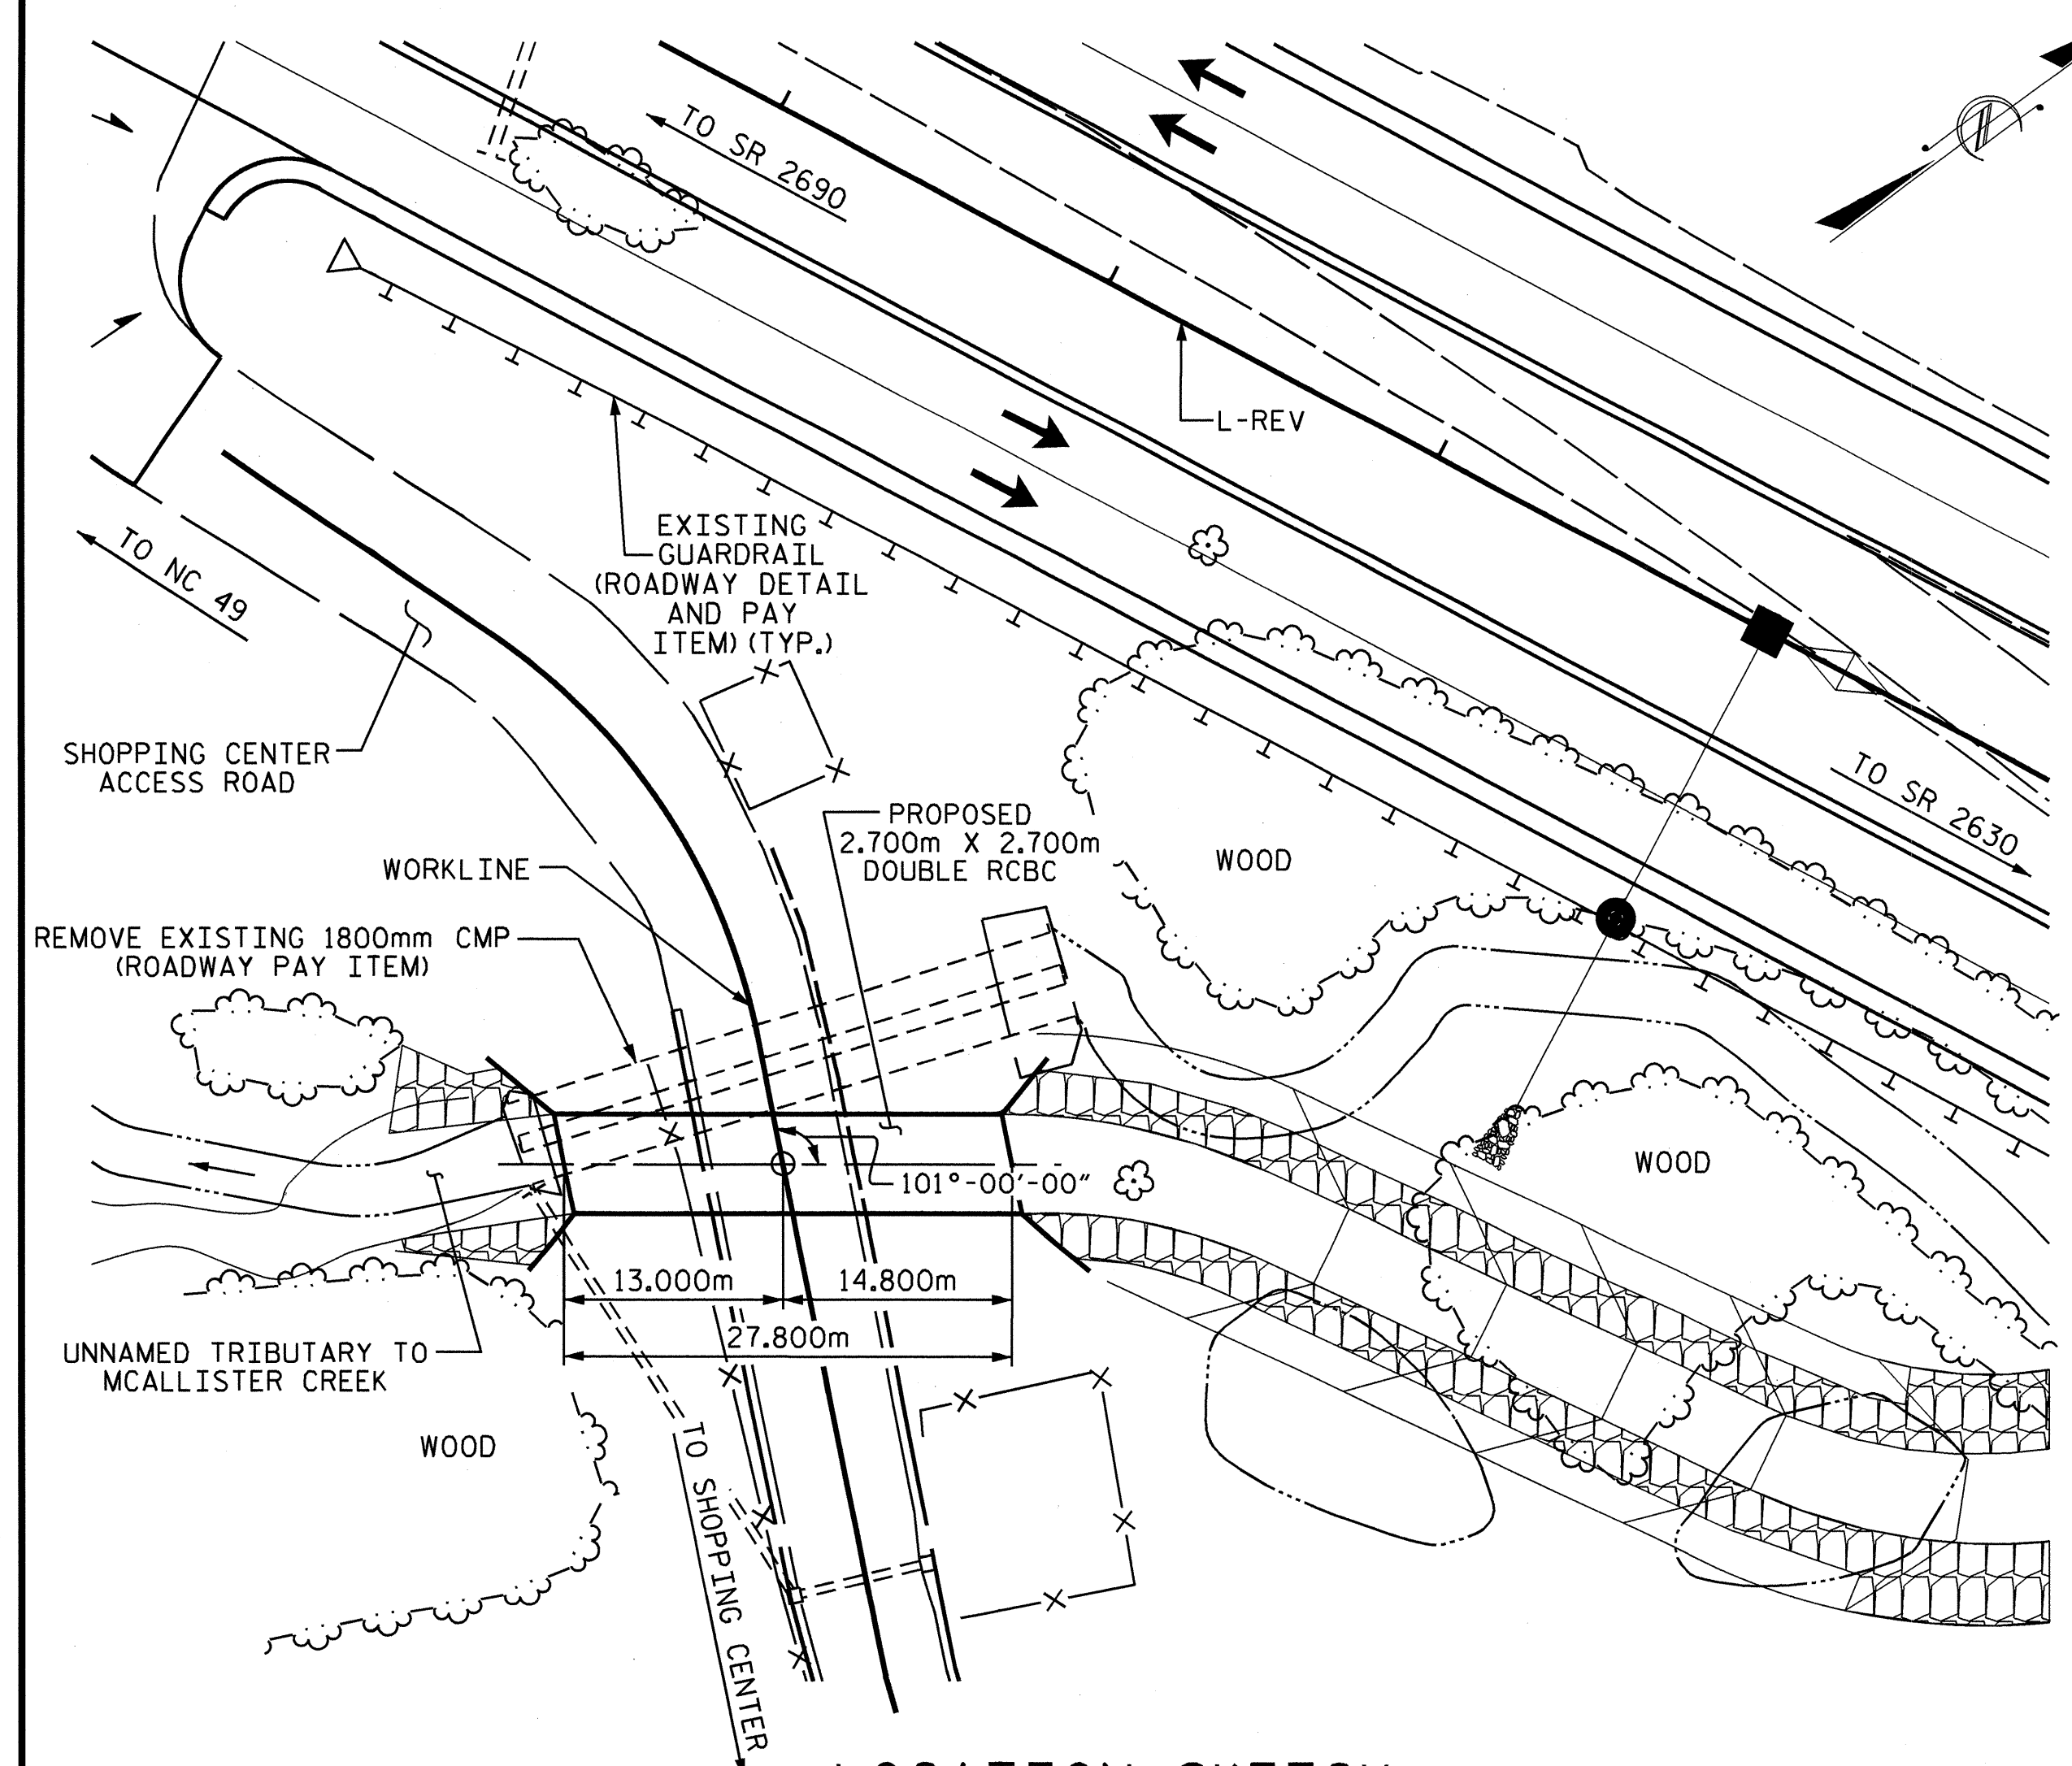 TO SR 2690
L-REV
EXISTING
GUARDRAIL
(ROADWAY DETAIL
AND PAY
ITEM) (TYP.)
TO NC 49
SHOPPING CENTER
ACCESS ROAD
PROPOSED
2.700m X 2.700m
DOUBLE RCBC
WOOD
TO SR 2630
WORKLINE
REMOVE EXISTING 1800mm CMP
(ROADWAY PAY ITEM)
WOOD
101°-00'-00"
13.000m
14.800m
27.800m
UNNAMED TRIBUTARY TO
MCALLISTER CREEK
WOOD
TO SHOPPING CENTER
LOCATION SKETCH